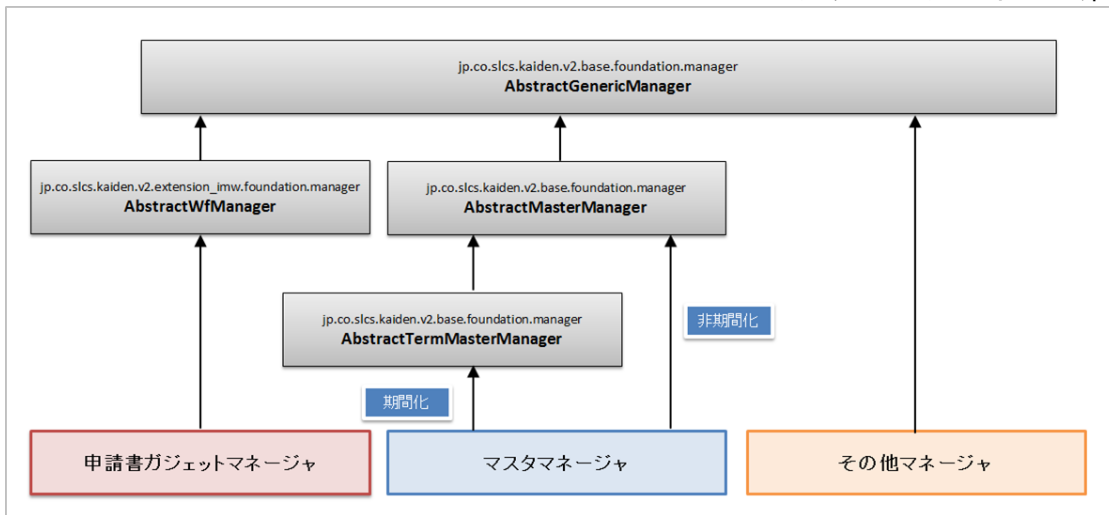 jp.co.slcs.kaiden.v2.base.foundation.manager
AbstractGenericManager
jp.co.slcs.kaiden.v2.extension_imw.foundation.manager
AbstractWfManager
jp.co.slcs.kaiden.v2.base.foundation.manager
AbstractMasterManager
jp.co.slcs.kaiden.v2.base.foundation.manager
AbstractTermMasterManager
非期間化
期間化
申請書ガジェットマネージャ
マスタマネージャ
その他マネージャ